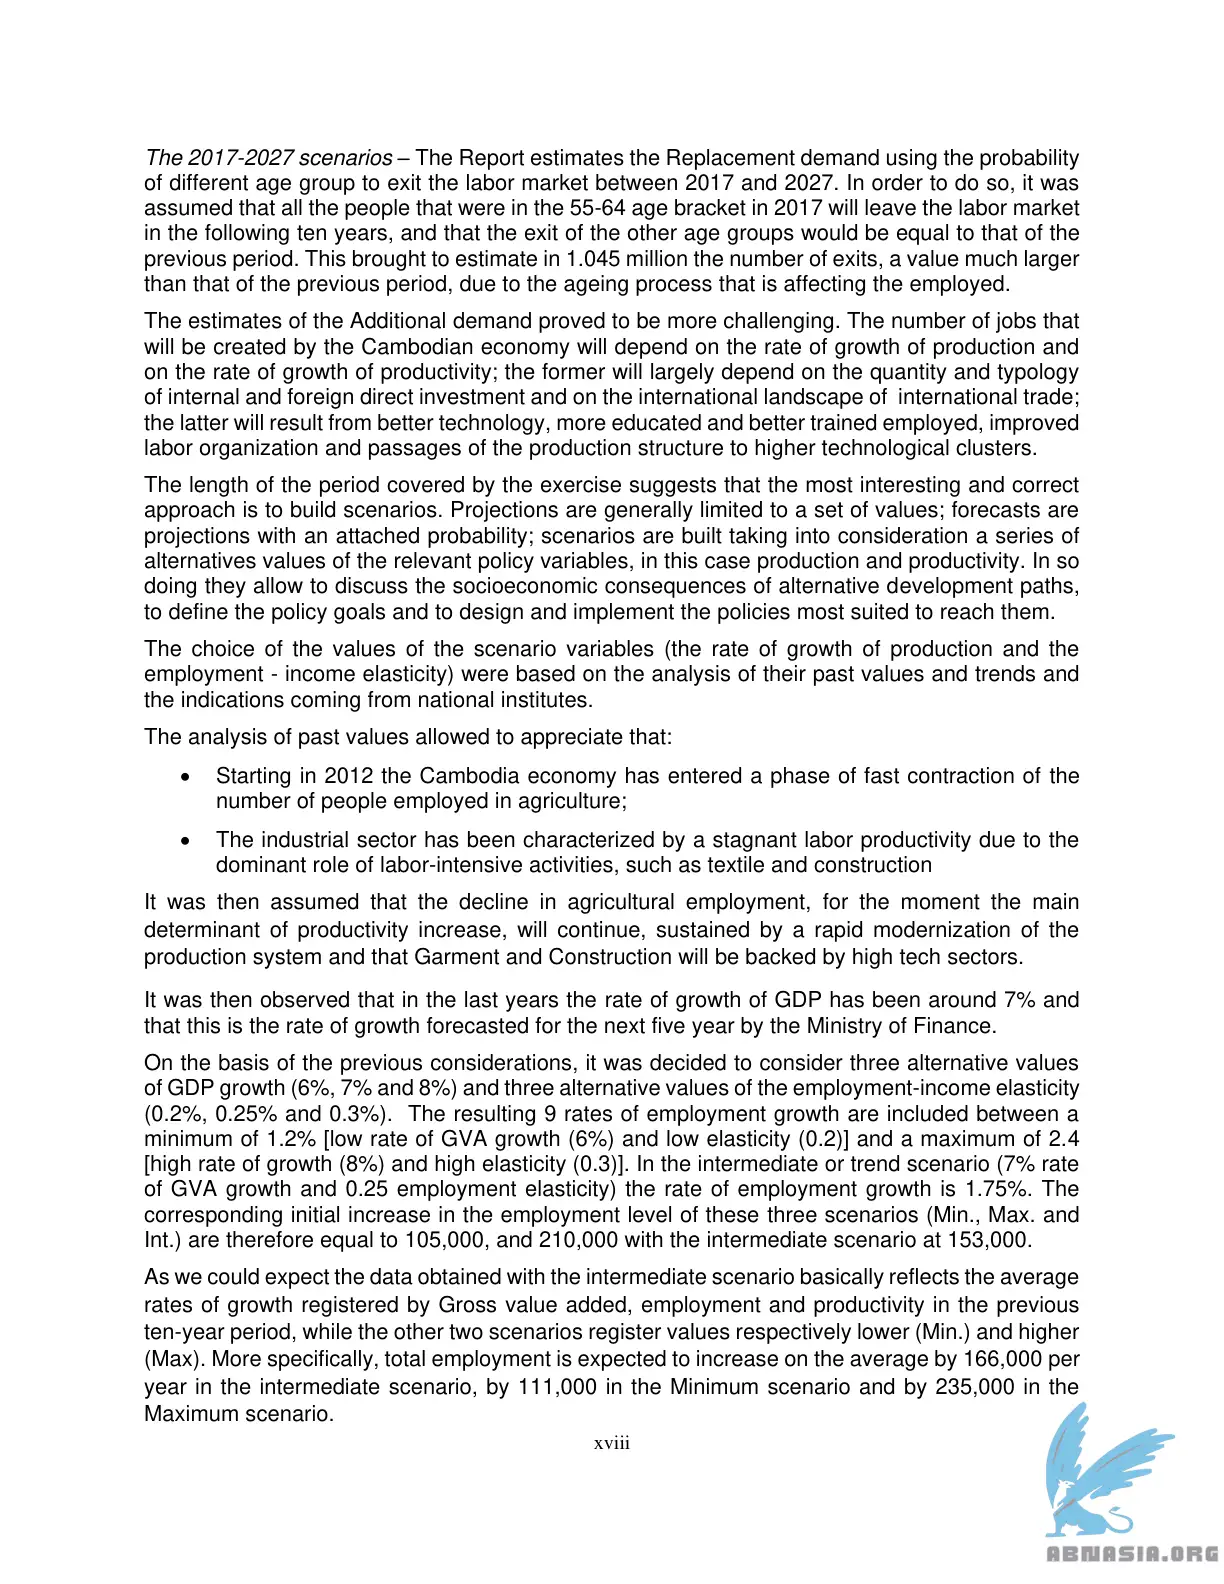 The 2017-2027 scenarios – The Report estimates the Replacement demand using the probability
of different age group to exit the labor market between 2017 and 2027. In order to do so, it was
assumed that all the people that were in the 55-64 age bracket in 2017 will leave the labor market
in the following ten years, and that the exit of the other age groups would be equal to that of the
previous period. This brought to estimate in 1.045 million the number of exits, a value much larger
than that of the previous period, due to the ageing process that is affecting the employed.
The estimates of the Additional demand proved to be more challenging. The number of jobs that
will be created by the Cambodian economy will depend on the rate of growth of production and
on the rate of growth of productivity; the former will largely depend on the quantity and typology
of internal and foreign direct investment and on the international landscape of  international trade;
the latter will result from better technology, more educated and better trained employed, improved
labor organization and passages of the production structure to higher technological clusters.
The length of the period covered by the exercise suggests that the most interesting and correct
approach is to build scenarios. Projections are generally limited to a set of values; forecasts are
projections with an attached probability; scenarios are built taking into consideration a series of
alternatives values of the relevant policy variables, in this case production and productivity. In so
doing they allow to discuss the socioeconomic consequences of alternative development paths,
to define the policy goals and to design and implement the policies most suited to reach them.
The choice of the values of the scenario variables (the rate of growth of production and the
employment - income elasticity) were based on the analysis of their past values and trends and
the indications coming from national institutes.
The analysis of past values allowed to appreciate that:
• Starting in 2012 the Cambodia economy has entered a phase of fast contraction of the
number of people employed in agriculture;
• The industrial sector has been characterized by a stagnant labor productivity due to the
dominant role of labor-intensive activities, such as textile and construction
It was then assumed that the decline in agricultural employment, for the moment the main
determinant of productivity increase, will continue, sustained by a rapid modernization of the
production system and that Garment and Construction will be backed by high tech sectors.
It was then observed that in the last years the rate of growth of GDP has been around 7% and
that this is the rate of growth forecasted for the next five year by the Ministry of Finance.
On the basis of the previous considerations, it was decided to consider three alternative values
of GDP growth (6%, 7% and 8%) and three alternative values of the employment-income elasticity
(0.2%, 0.25% and 0.3%).  The resulting 9 rates of employment growth are included between a
minimum of 1.2% [low rate of GVA growth (6%) and low elasticity (0.2)] and a maximum of 2.4
[high rate of growth (8%) and high elasticity (0.3)]. In the intermediate or trend scenario (7% rate
of GVA growth and 0.25 employment elasticity) the rate of employment growth is 1.75%. The
corresponding initial increase in the employment level of these three scenarios (Min., Max. and
Int.) are therefore equal to 105,000, and 210,000 with the intermediate scenario at 153,000.
As we could expect the data obtained with the intermediate scenario basically reflects the average
rates of growth registered by Gross value added, employment and productivity in the previous
ten-year period, while the other two scenarios register values respectively lower (Min.) and higher
(Max). More specifically, total employment is expected to increase on the average by 166,000 per
year in the intermediate scenario, by 111,000 in the Minimum scenario and by 235,000 in the
Maximum scenario.
xviii
ABNASIA.ORG